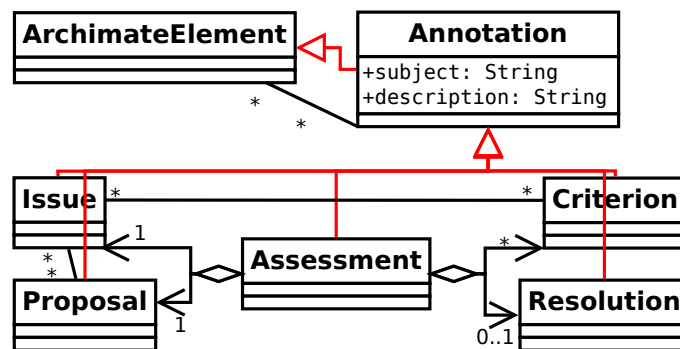 ArchimateElement
Annotation
+subject: String
+description: String
*
*
Issue
*
*
Criterion
1
*
*
*
Assessment
Proposal
1
0..1
Resolution